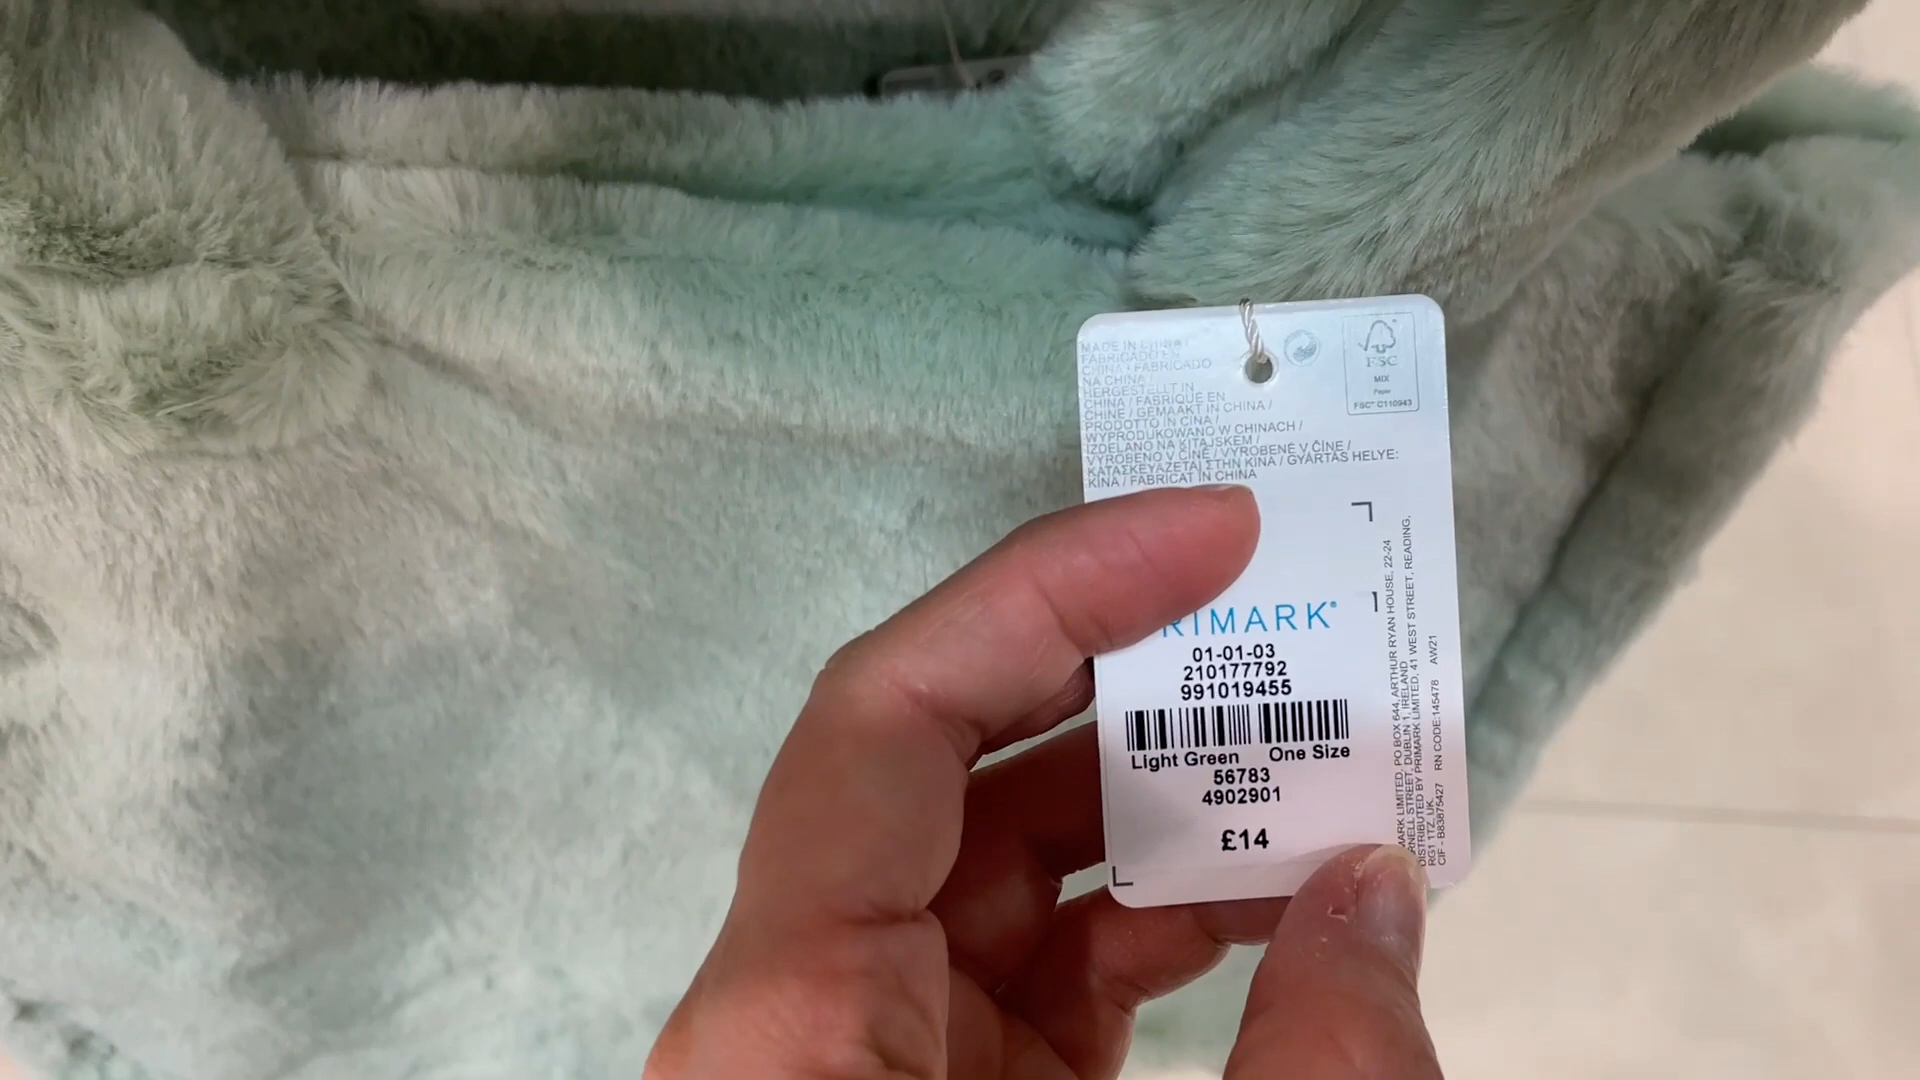 MADE IN CHINA /
FABRICADO EN
CHINA • FABRICADO
NA CHINA /
HERGESTELLT IN
CHINA / FABRIQUÉ EN
CHINE / GEMAAKT IN CHINA /
PRODOTTO IN CINA /
WYPRODUKOWANO W CHINACH /
IZDELANO NA KITAJSKEM /
VYROBENO V ČÍNĚ / VYROBENÉ V ČÍNE /
ΚΑΤΑΣΚΕΥΑΖΕΤΑΙ ΣΤΗΝ ΚΙΝΑ / GYÁRTÁS HELYE:
KÍNA / FABRICAT ÎN CHINA
FSC
MIX
Paper
FSC® C110943
RIMARK®
01-01-03
210177792
991019455
Light Green One Size
56783
4902901
£14
MARK LIMITED, PO BOX 644, ARTHUR RYAN HOUSE, 22-24
RNELL STREET, DUBLIN 1, IRELAND
DISTRIBUTED BY PRIMARK LIMITED, 41 WEST STREET, READING,
RG1 1TZ, UK
CIF - B83875427 RN CODE:145478 AW21